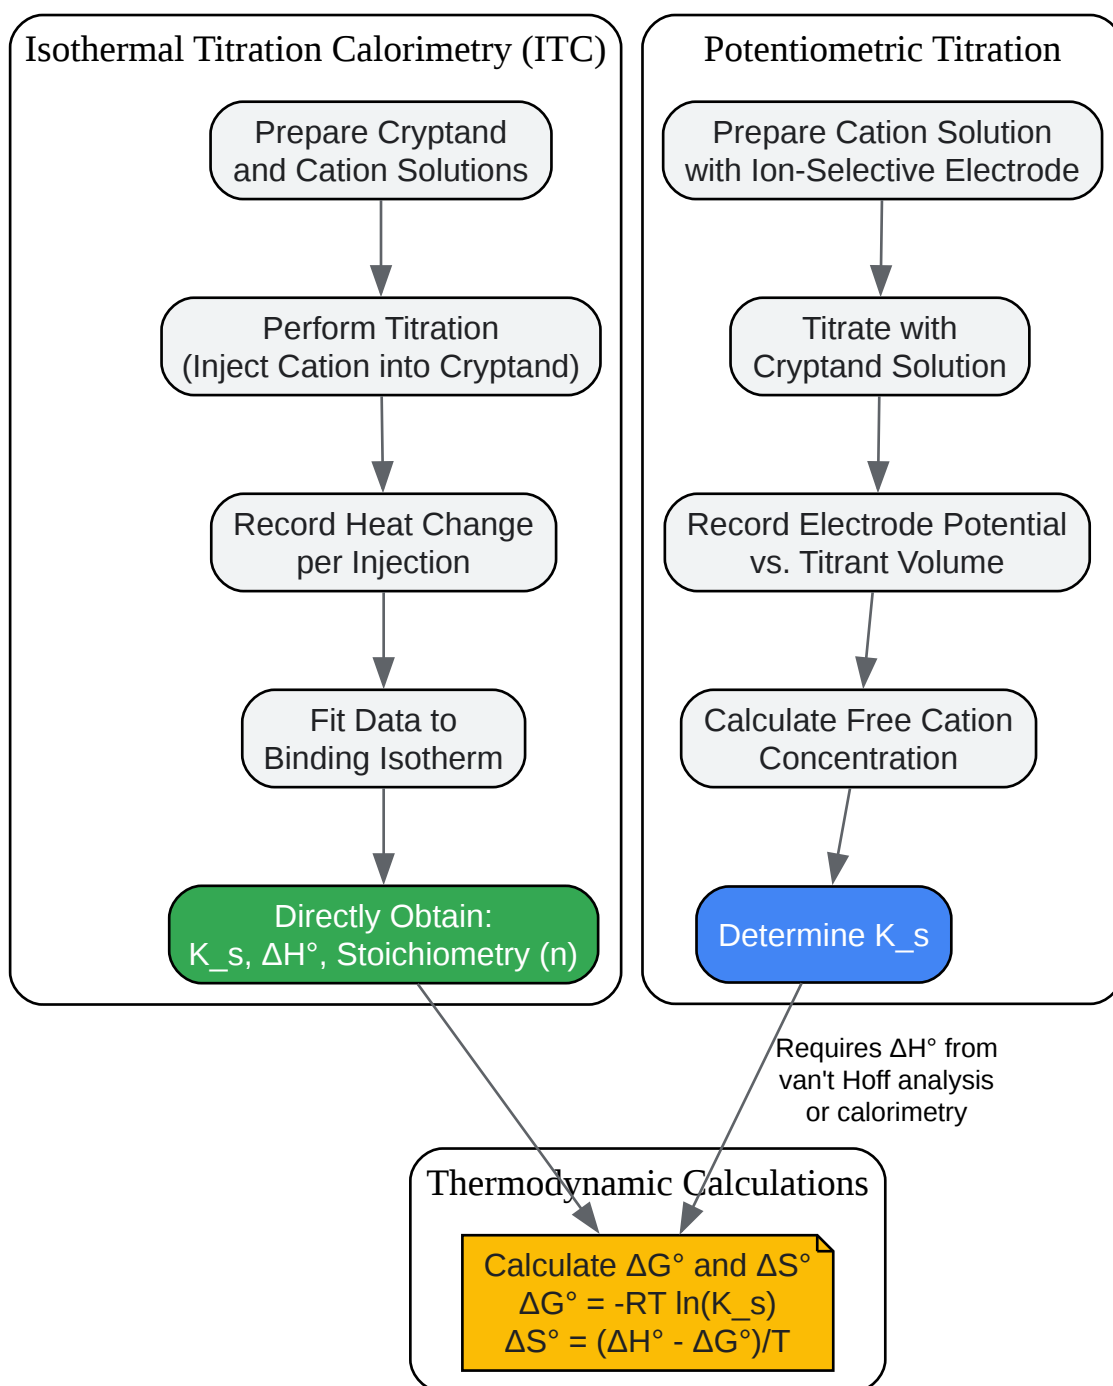 Isothermal Titration Calorimetry (ITC)
Prepare Cryptand
and Cation Solutions
Perform Titration
(Inject Cation into Cryptand)
Record Heat Change
per Injection
Fit Data to
Binding Isotherm
Directly Obtain:
K_s, ΔH°, Stoichiometry (n)
Potentiometric Titration
Prepare Cation Solution
with Ion-Selective Electrode
Titrate with
Cryptand Solution
Record Electrode Potential
vs. Titrant Volume
Calculate Free Cation
Concentration
Determine K_s
Requires ΔH° from
van't Hoff analysis
or calorimetry
Thermodynamic Calculations
Calculate ΔG° and ΔS°
ΔG° = -RT ln(K_s)
ΔS° = (ΔH° - ΔG°)/T